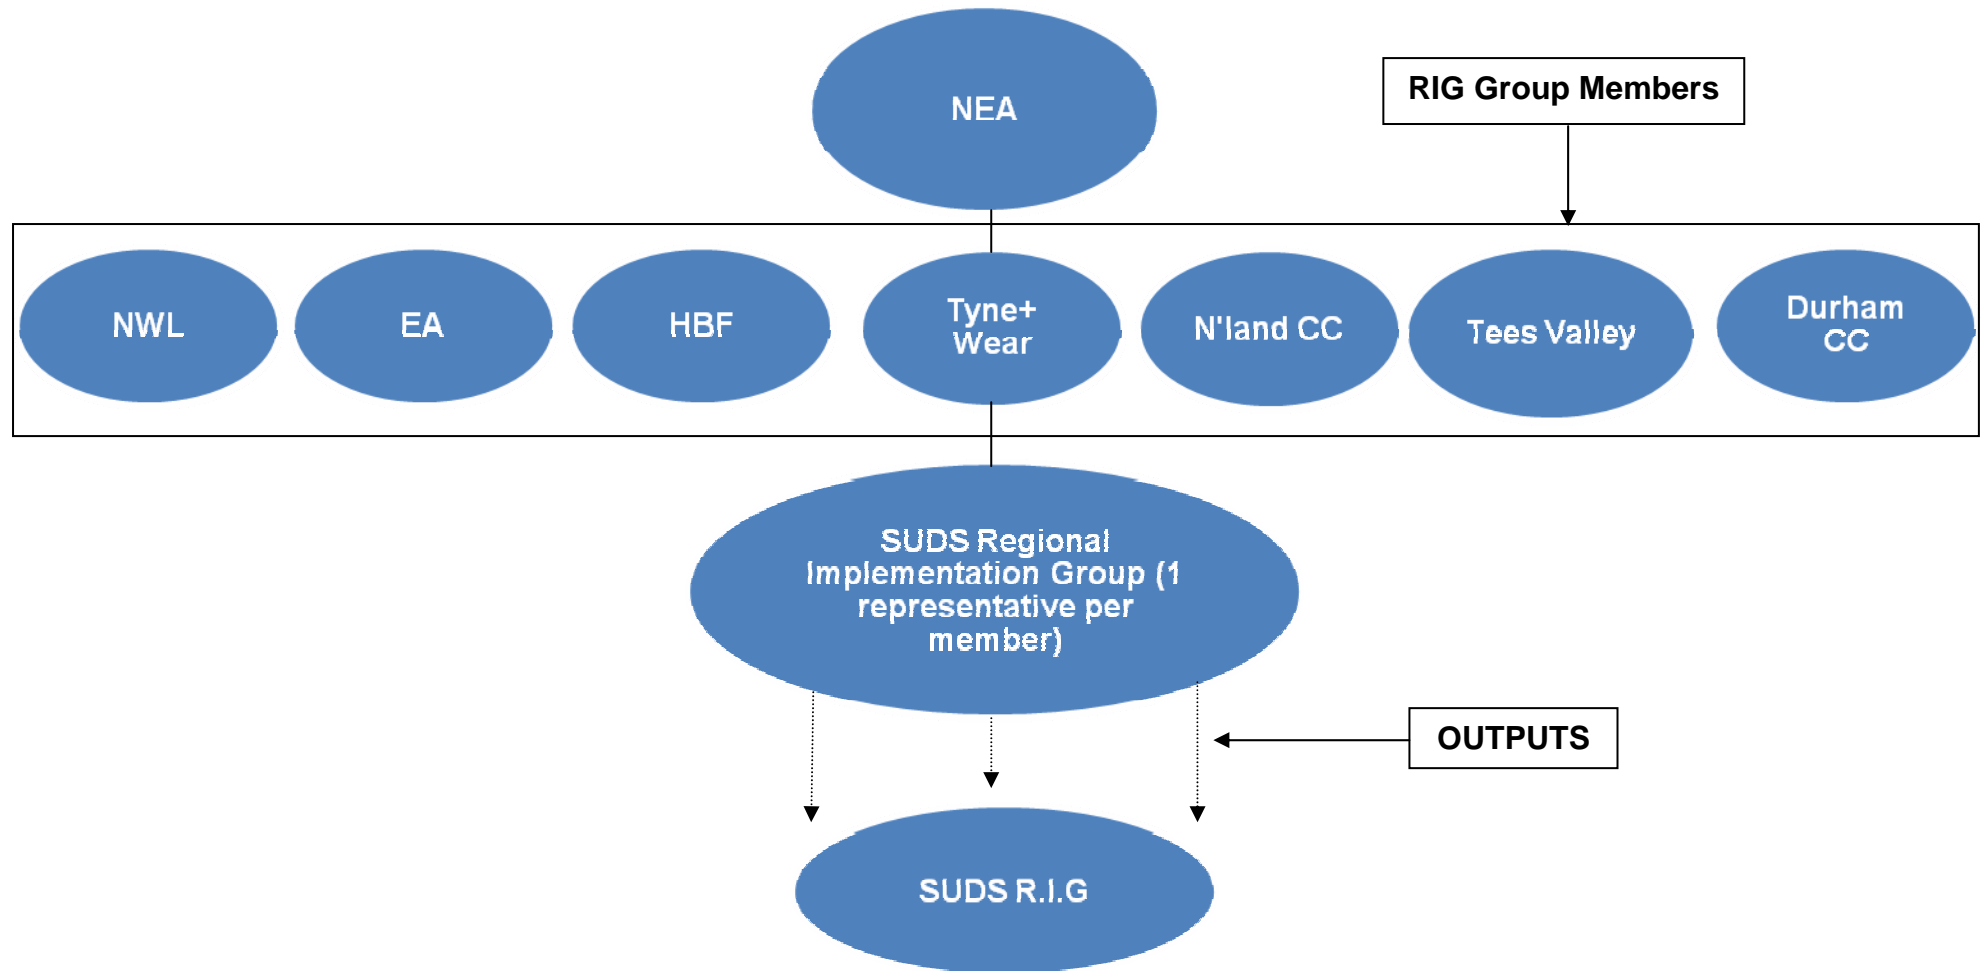 NEA
RIG Group Members
NWL
EA
HBF
Tyne+
Wear
N'land CC
Tees Valley
Durham
CC
SUDS Regional
Implementation Group (1
representative per
member)
OUTPUTS
SUDS R.I.G